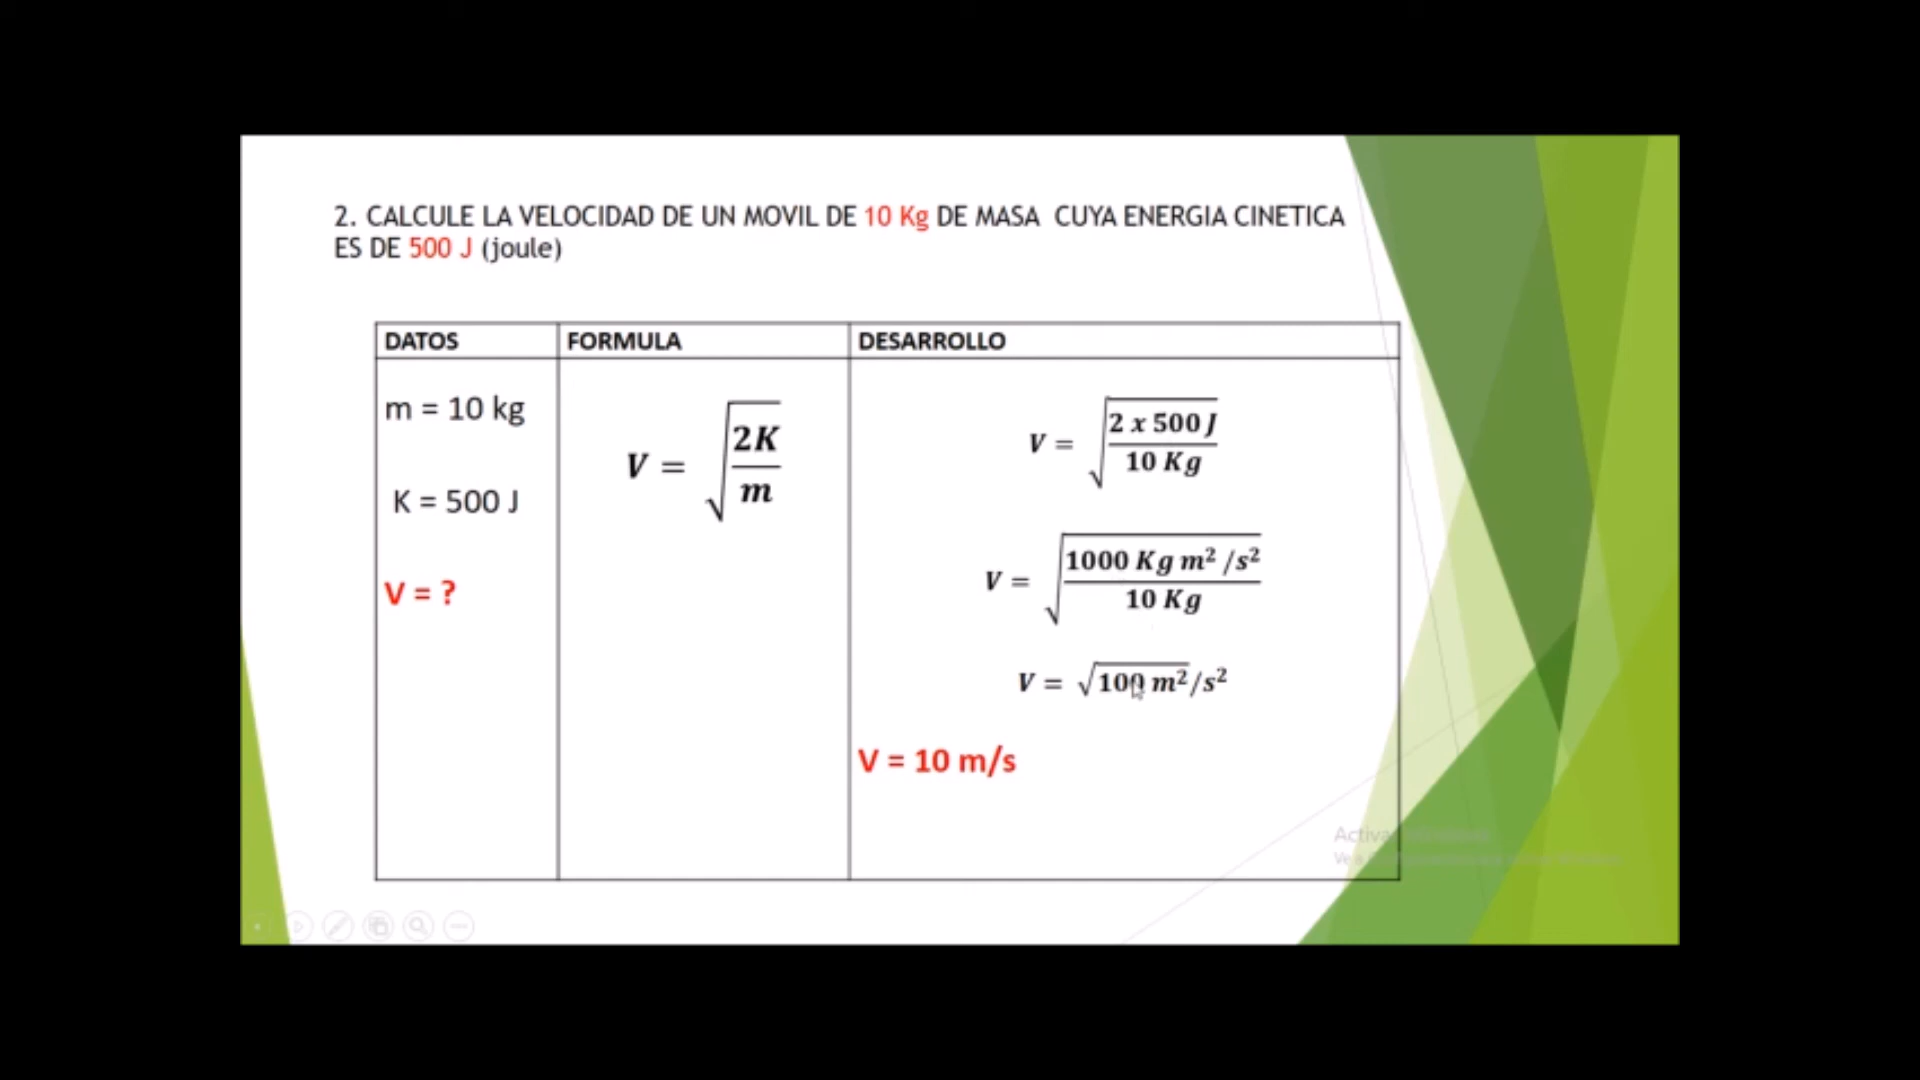 2. CALCULE LA VELOCIDAD DE UN MOVIL DE 10 Kg DE MASA CUYA ENERGIA CINETICA
ES DE 500 J (joule)
DATOS FORMULA DESARROLLO
m = 10 kg
K = 500 J
V = ?
V = √(2K/m)
V = √(2 x 500 J/10 Kg)
V = √(1000 Kg m² /s²/10 Kg)
V = √100 m²/s²
V = 10 m/s